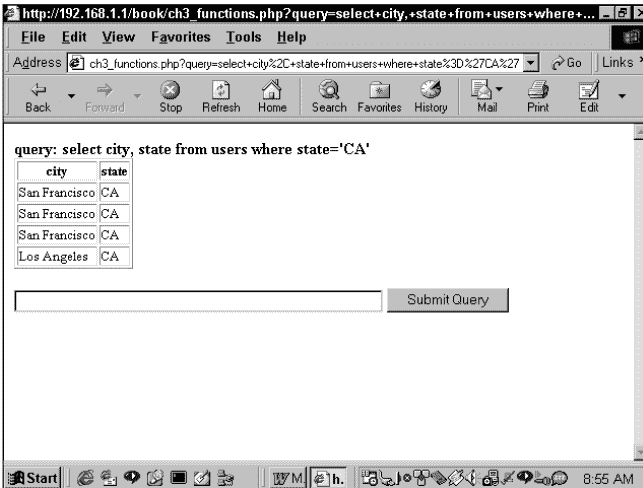 http://192.168.1.1/book/ch3_functions.php?query=select+city,+state+from+users+where+...
File Edit View Favorites Tools Help
Address ch3_functions.php?query=select+city%2C+state+from+users+where+state%3D%27CA%27 Go Links
Back Forward Stop Refresh Home Search Favorites History Mail Print Edit
query: select city, state from users where state='CA'
city state
San Francisco CA
San Francisco CA
San Francisco CA
Los Angeles CA
Submit Query
Start M. h. 8:55 AM